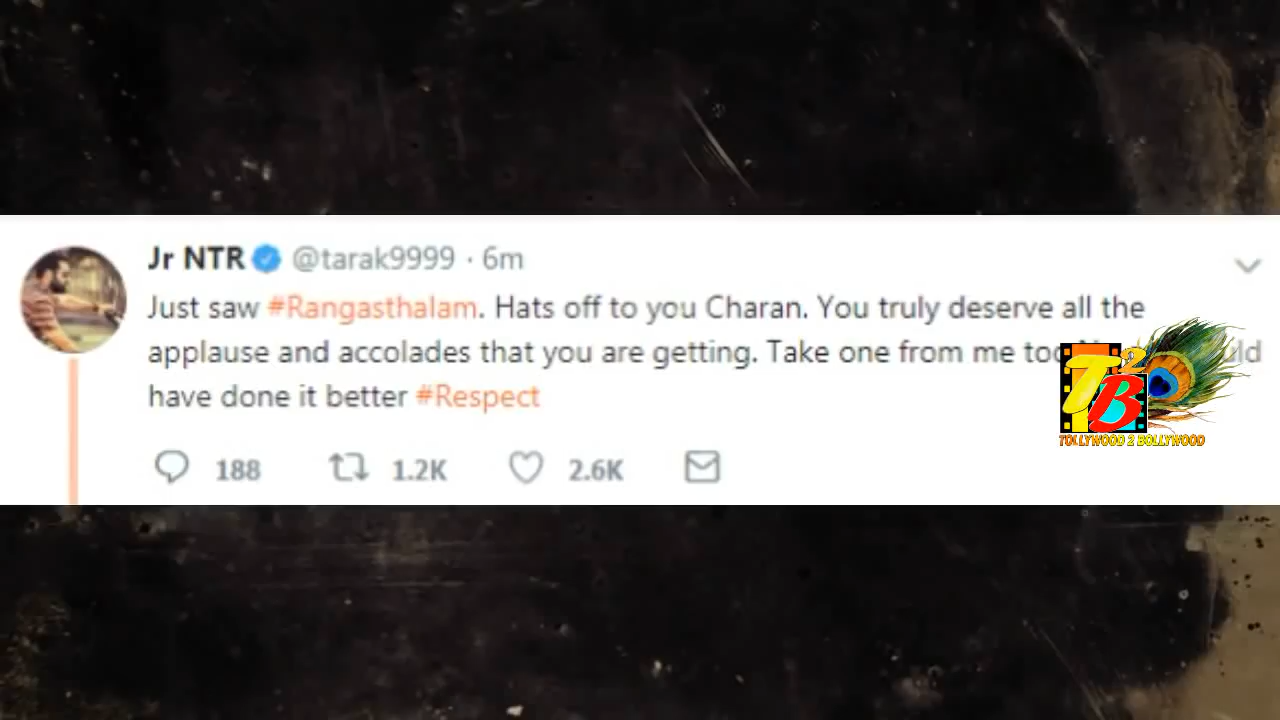 Jr NTR @tarak9999 · 6m
Just saw #Rangasthalam. Hats off to you Charan. You truly deserve all the
applause and accolades that you are getting. Take one from me too
have done it better #Respect
188 1.2K 2.6K
T2B
TOLLYWOOD 2 BOLLYWOOD